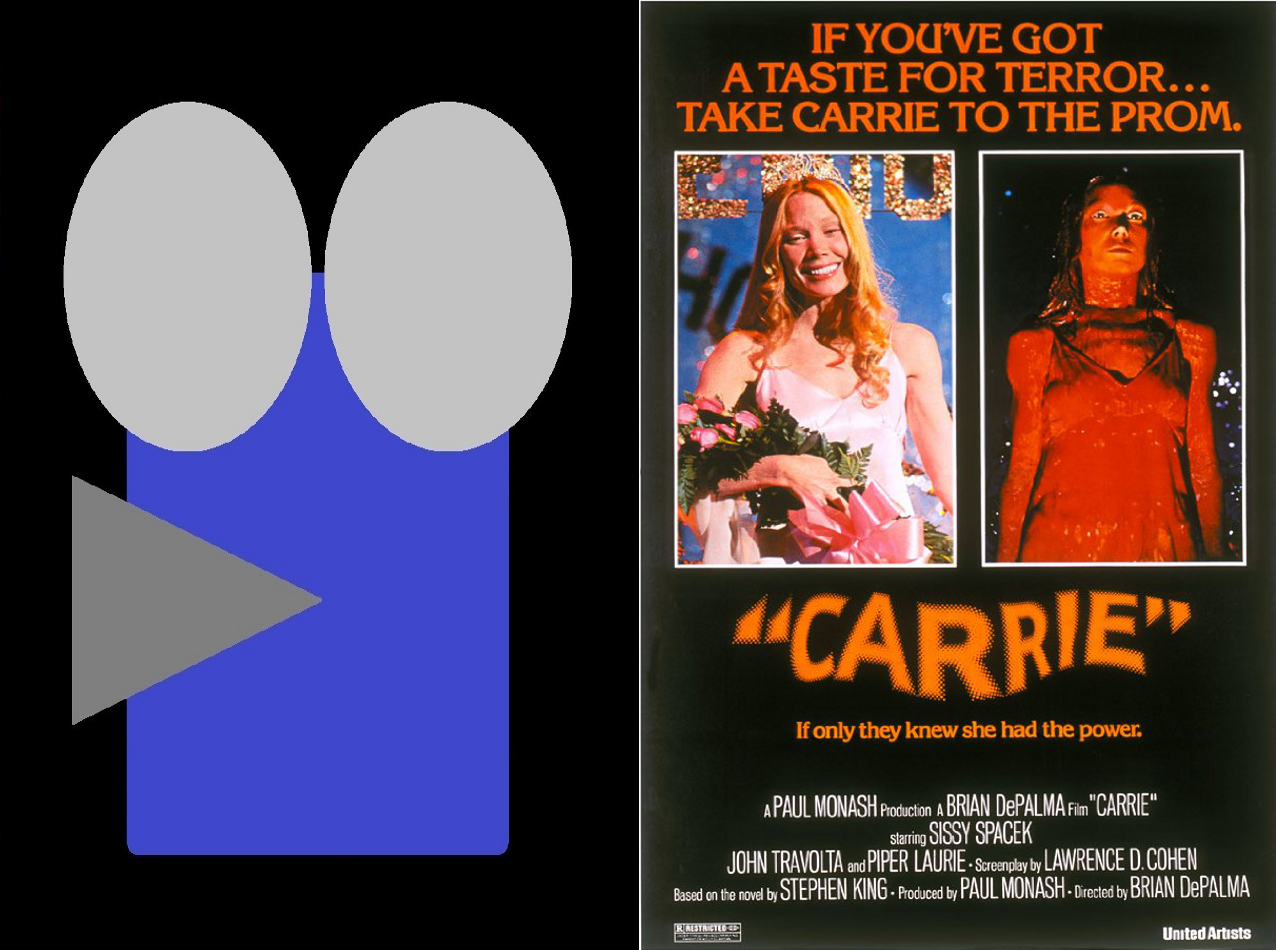 IF YOU'VE GOT
A TASTE FOR TERROR...
TAKE CARRIE TO THE PROM.
"CARRIE"
If only they knew she had the power.
A PAUL MONASH Production A BRIAN DePALMA Film "CARRIE"
starring SISSY SPACEK
JOHN TRAVOLTA and PIPER LAURIE · Screenplay by LAWRENCE D. COHEN
Based on the novel by STEPHEN KING · Produced by PAUL MONASH · Directed by BRIAN DePALMA
R RESTRICTED
United Artists